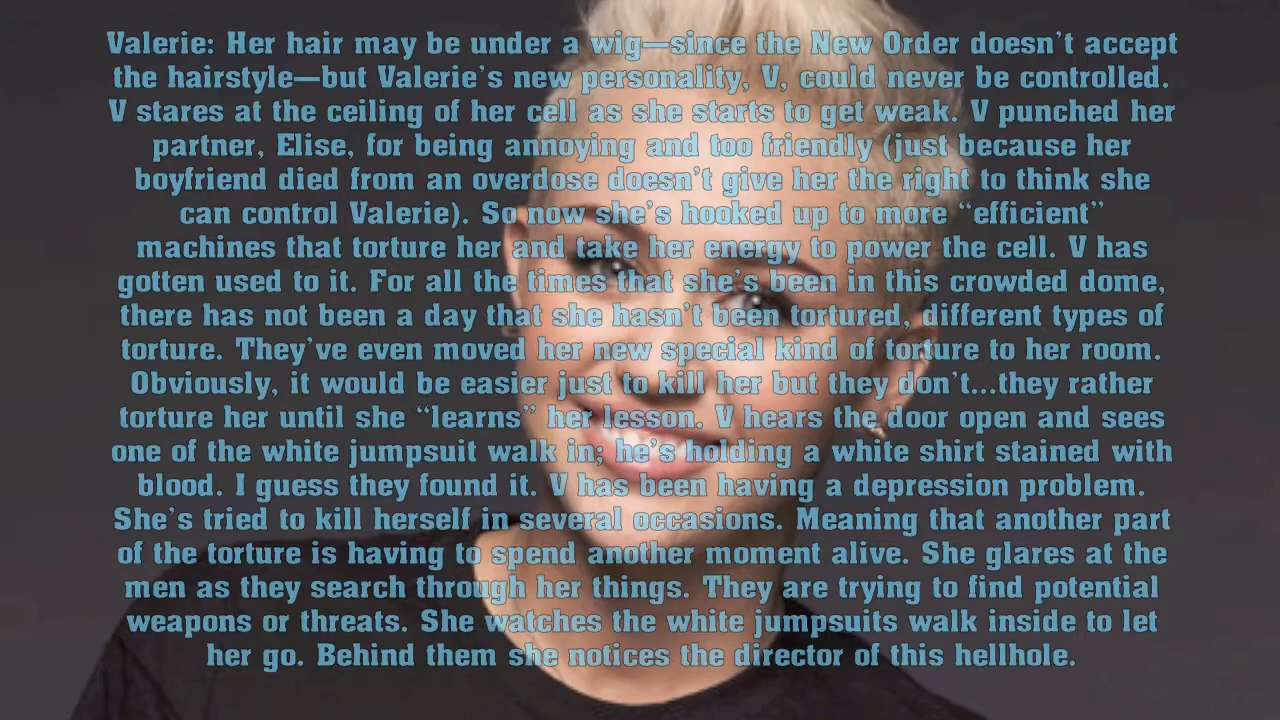 Valerie: Her hair may be under a wig—since the New Order doesn't accept
the hairstyle—but Valerie's new personality, V, could never be controlled.
V stares at the ceiling of her cell as she starts to get weak. V punched her
partner, Elise, for being annoying and too friendly (just because her
boyfriend died from an overdose doesn't give her the right to think she
can control Valerie). So now she's hooked up to more “efficient”
machines that torture her and take her energy to power the cell. V has
gotten used to it. For all the times that she's been in this crowded dome,
there has not been a day that she hasn't been tortured, different types of
torture. They've even moved her new special kind of torture to her room.
Obviously, it would be easier just to kill her but they don't...they rather
torture her until she “learns” her lesson. V hears the door open and sees
one of the white jumpsuit walk in; he's holding a white shirt stained with
blood. I guess they found it. V has been having a depression problem.
She's tried to kill herself in several occasions. Meaning that another part
of the torture is having to spend another moment alive. She glares at the
men as they search through her things. They are trying to find potential
weapons or threats. She watches the white jumpsuits walk inside to let
her go. Behind them she notices the director of this hellhole.